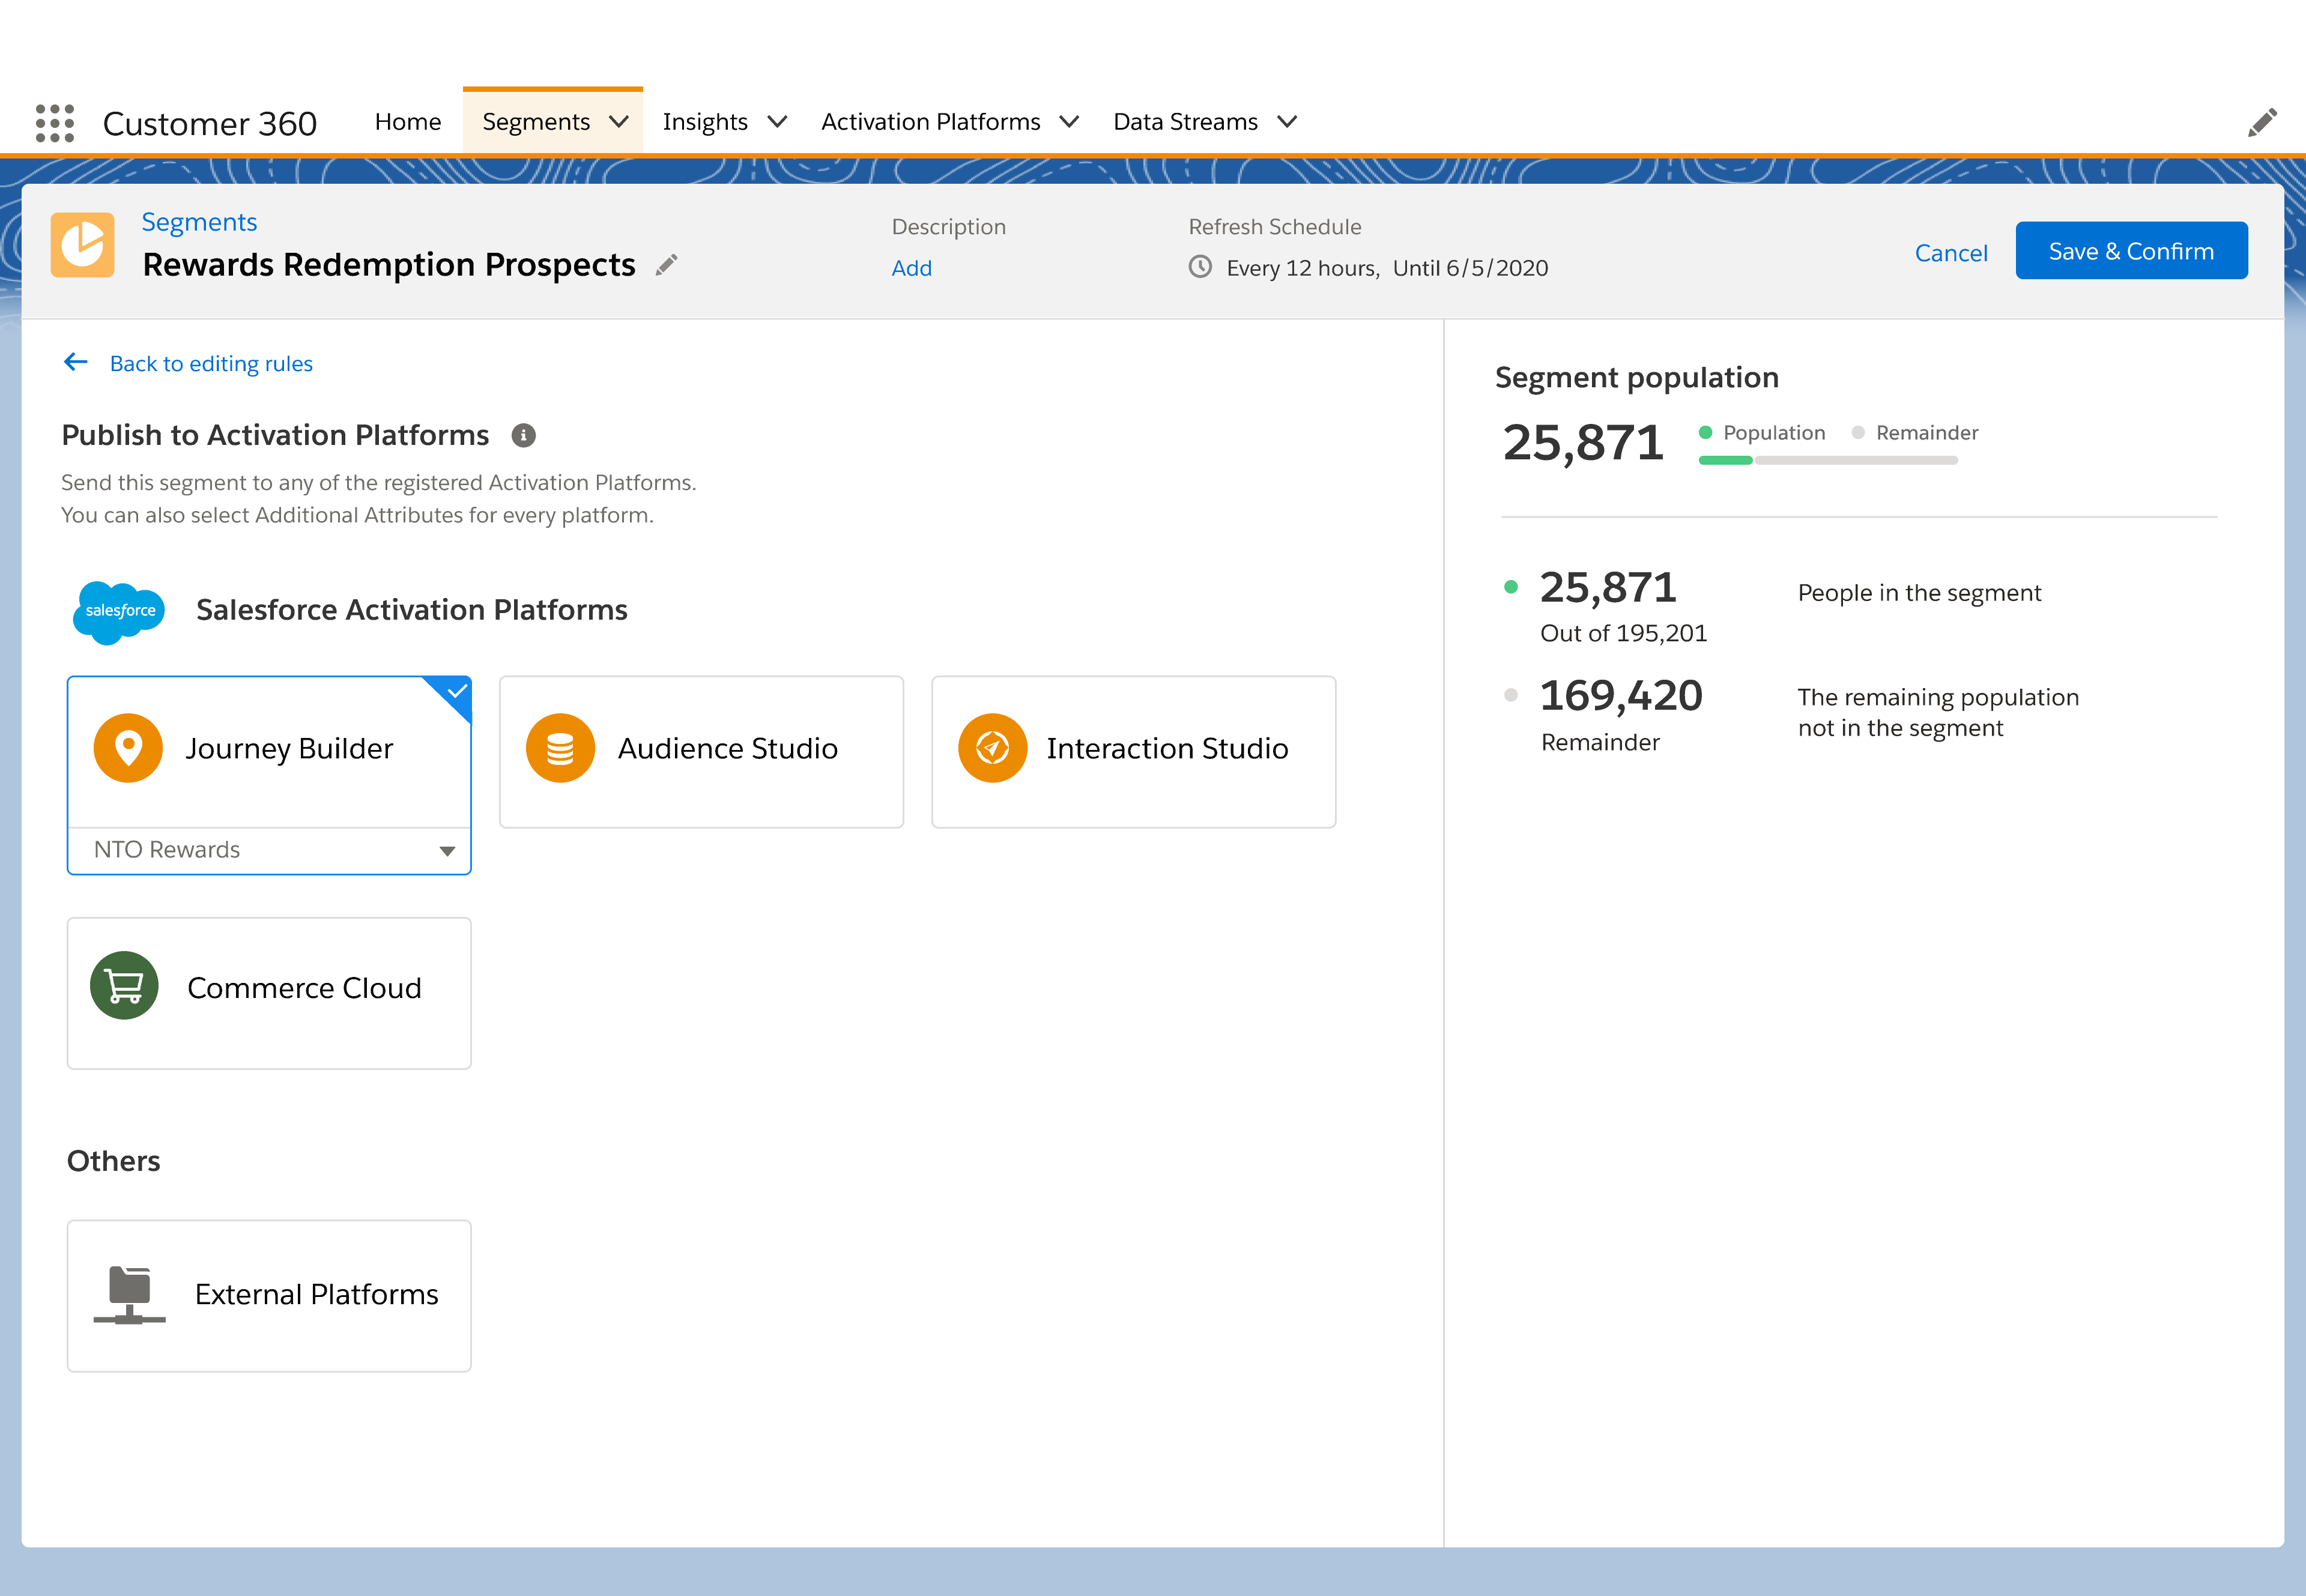 Customer 360
Home
Segments
Insights
Activation Platforms
Data Streams
Segments
Rewards Redemption Prospects
Description
Add
Refresh Schedule
Every 12 hours, Until 6/5/2020
Cancel
Save & Confirm
Back to editing rules
Publish to Activation Platforms
Send this segment to any of the registered Activation Platforms.
You can also select Additional Attributes for every platform.
salesforce
Salesforce Activation Platforms
Journey Builder
NTO Rewards
Audience Studio
Interaction Studio
Commerce Cloud
Others
External Platforms
Segment population
25,871
Population
Remainder
25,871
Out of 195,201
People in the segment
169,420
Remainder
The remaining population
not in the segment